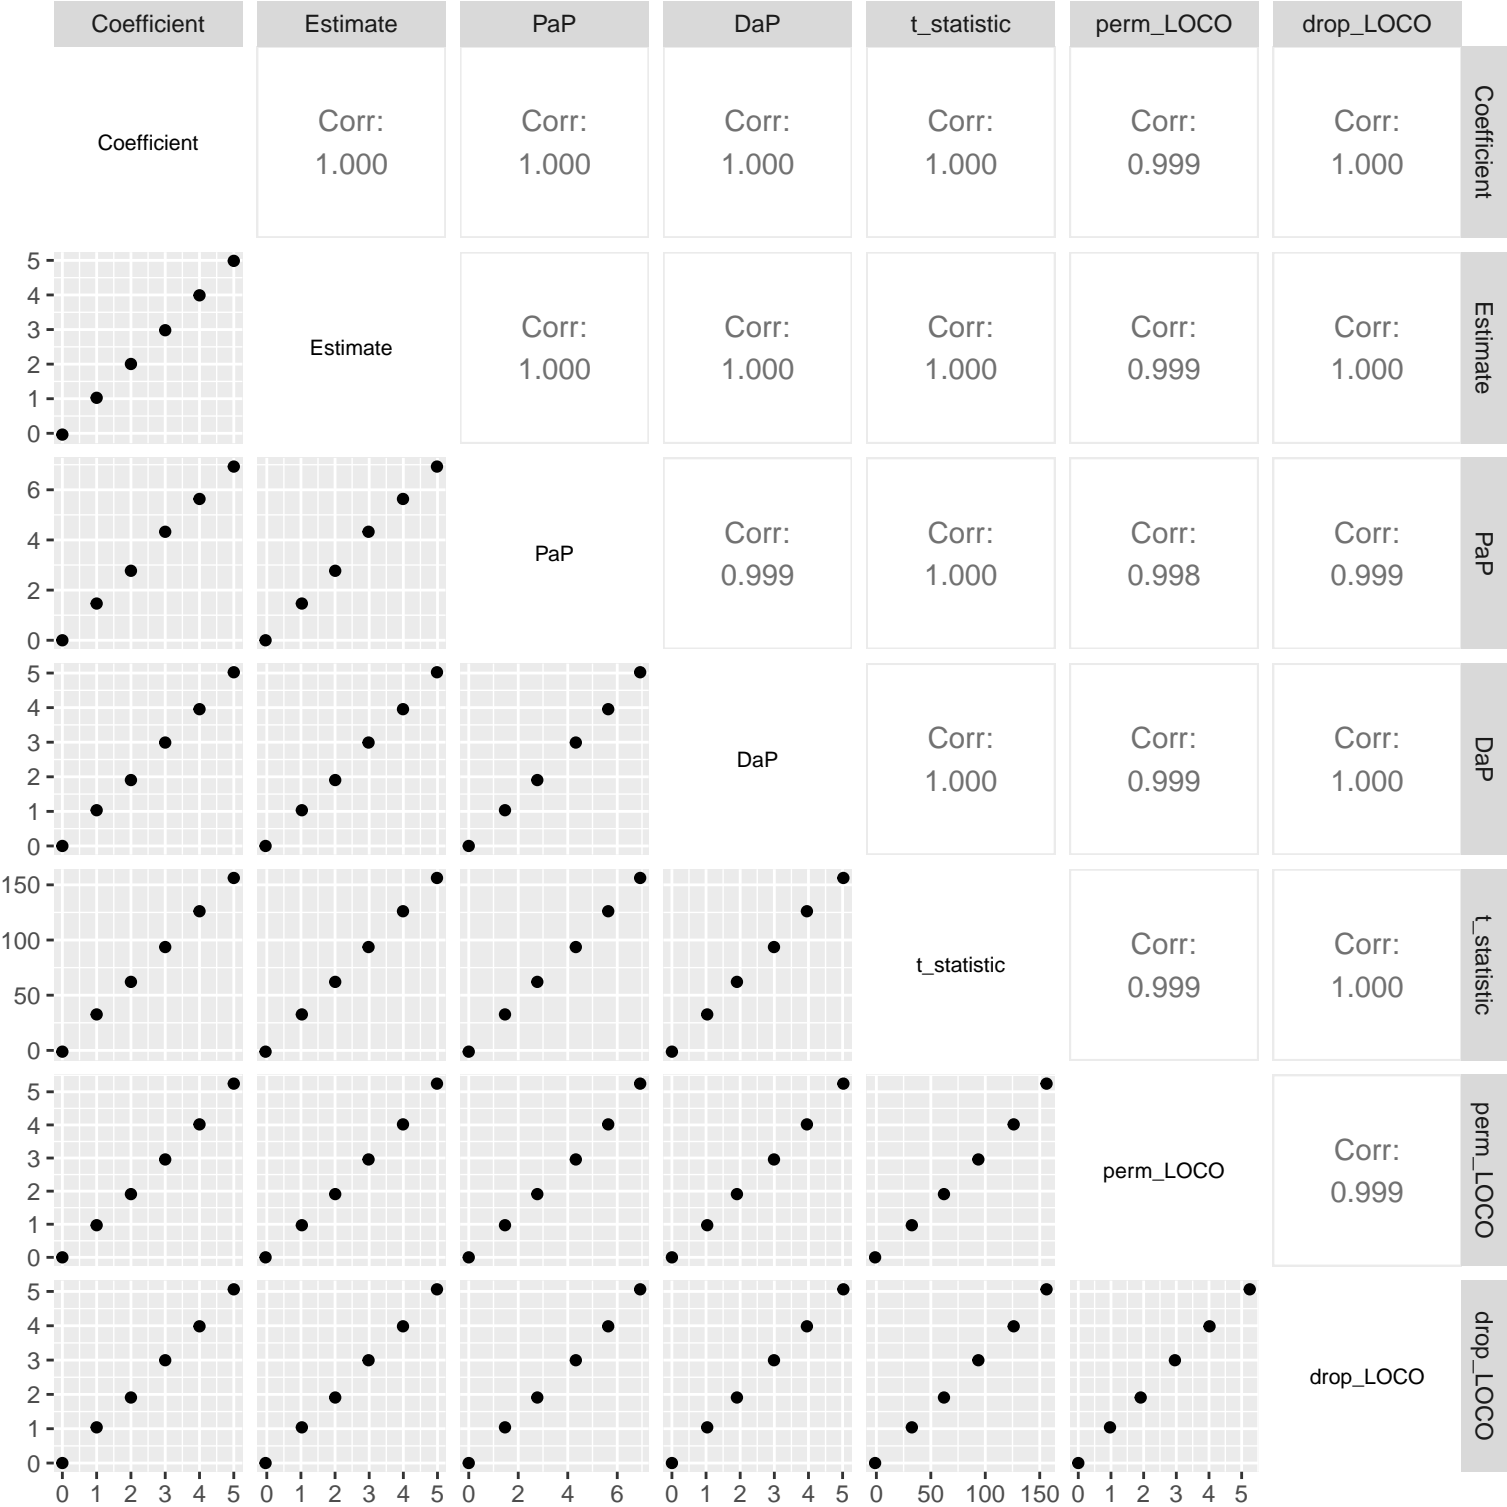 Coefficient Estimate PaP DaP t_statistic perm_LOCO drop_LOCO
Coefficient
Corr:
1.000
Corr:
1.000
Corr:
1.000
Corr:
1.000
Corr:
0.999
Corr:
1.000
Coefficient
5
4
3
2
1
0
Estimate
Corr:
1.000
Corr:
1.000
Corr:
1.000
Corr:
0.999
Corr:
1.000
Estimate
6
4
2
0
PaP
Corr:
0.999
Corr:
1.000
Corr:
0.998
Corr:
0.999
PaP
5
4
3
2
1
0
DaP
Corr:
1.000
Corr:
0.999
Corr:
1.000
DaP
150
100
50
0
t_statistic
Corr:
0.999
Corr:
1.000
t_statistic
5
4
3
2
1
0
perm_LOCO
Corr:
0.999
perm_LOCO
5
4
3
2
1
0
drop_LOCO
drop_LOCO
0 1 2 3 4 5 0 1 2 3 4 5 0 2 4 6 0 1 2 3 4 5 0 50 100 150 0 1 2 3 4 5